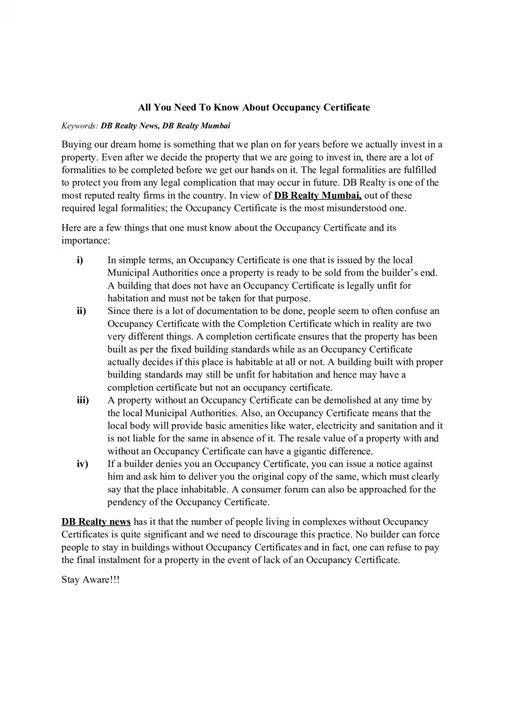 All You Need To Know About Occupancy Certificate
Keywords: DB Realty News, DB Realty Mumbai
Buying our dream home is something that we plan on for years before we actually invest in a
property. Even after we decide the property that we are going to invest in, there are a lot of
formalities to be completed before we get our hands on it. The legal formalities are fulfilled
to protect you from any legal complication that may occur in future. DB Realty is one of the
most reputed realty firms in the country. In view of DB Realty Mumbai, out of these
required legal formalities; the Occupancy Certificate is the most misunderstood one.
Here are a few things that one must know about the Occupancy Certificate and its
importance:
i) In simple terms, an Occupancy Certificate is one that is issued by the local
Municipal Authorities once a property is ready to be sold from the builder's end.
A building that does not have an Occupancy Certificate is legally unfit for
habitation and must not be taken for that purpose.
ii) Since there is a lot of documentation to be done, people seem to often confuse an
Occupancy Certificate with the Completion Certificate which in reality are two
very different things. A completion certificate ensures that the property has been
built as per the fixed building standards while as an Occupancy Certificate
actually decides if this place is habitable at all or not. A building built with proper
building standards may still be unfit for habitation and hence may have a
completion certificate but not an occupancy certificate.
iii) A property without an Occupancy Certificate can be demolished at any time by
the local Municipal Authorities. Also, an Occupancy Certificate means that the
local body will provide basic amenities like water, electricity and sanitation and it
is not liable for the same in absence of it. The resale value of a property with and
without an Occupancy Certificate can have a gigantic difference.
iv) If a builder denies you an Occupancy Certificate, you can issue a notice against
him and ask him to deliver you the original copy of the same, which must clearly
say that the place inhabitable. A consumer forum can also be approached for the
pendency of the Occupancy Certificate.
DB Realty news has it that the number of people living in complexes without Occupancy
Certificates is quite significant and we need to discourage this practice. No builder can force
people to stay in buildings without Occupancy Certificates and in fact, one can refuse to pay
the final instalment for a property in the event of lack of an Occupancy Certificate.
Stay Aware!!!